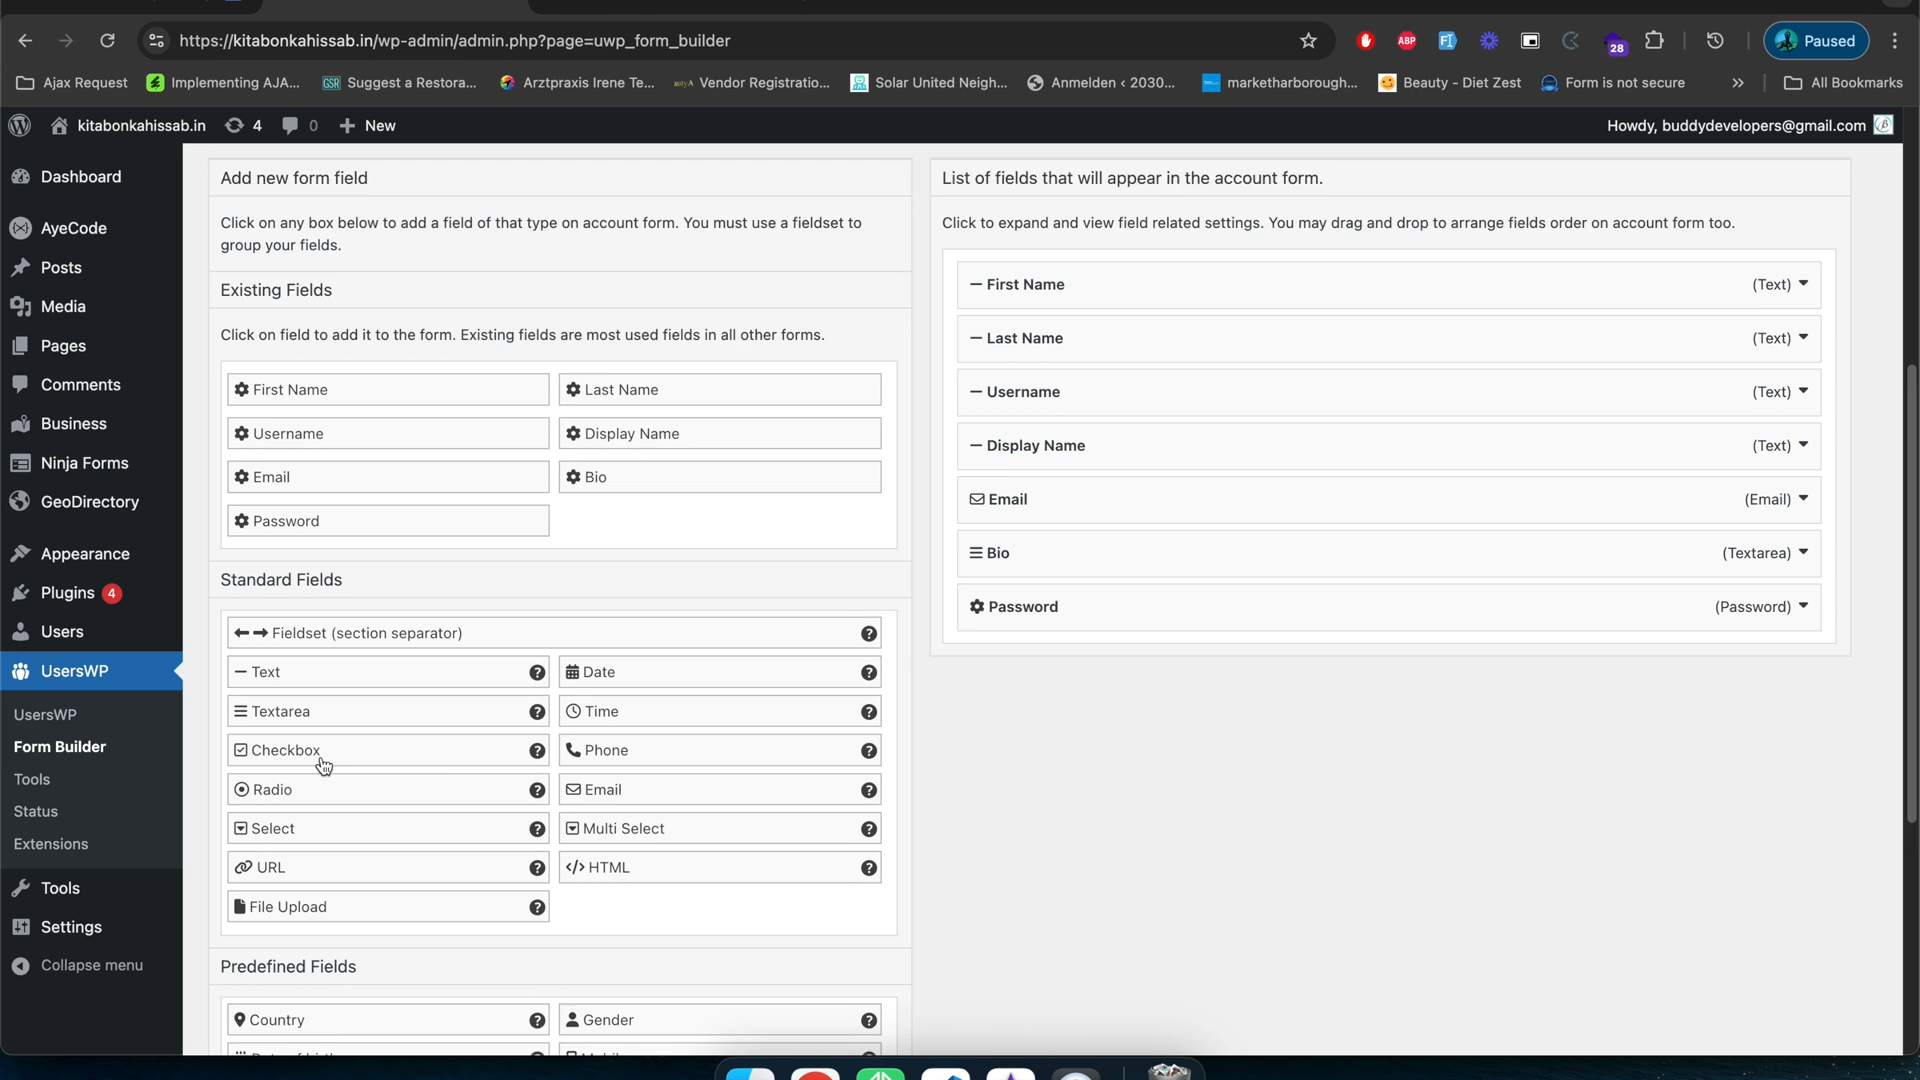 https://kitabonkahissab.in/wp-admin/admin.php?page=uwp_form_builder
ABP
28
Paused
Ajax Request
Implementing AJA...
GSR Suggest a Restora...
Arztpraxis Irene Te...
Vendor Registratio...
Solar United Neigh...
Anmelden < 2030...
marketharborough...
Beauty - Diet Zest
Form is not secure
»
All Bookmarks
kitabonkahissab.in
4
0
New
Howdy, buddydevelopers@gmail.com
Dashboard
AyeCode
Posts
Media
Pages
Comments
Business
Ninja Forms
GeoDirectory
Appearance
Plugins 4
Users
UsersWP
UsersWP
Form Builder
Tools
Status
Extensions
Tools
Settings
Collapse menu
Add new form field
Click on any box below to add a field of that type on account form. You must use a fieldset to
group your fields.
Existing Fields
Click on field to add it to the form. Existing fields are most used fields in all other forms.
First Name
Last Name
Username
Display Name
Email
Bio
Password
Standard Fields
Fieldset (section separator)
Text
Date
Textarea
Time
Checkbox
Phone
Radio
Email
Select
Multi Select
URL
</> HTML
File Upload
Predefined Fields
Country
Gender
List of fields that will appear in the account form.
Click to expand and view field related settings. You may drag and drop to arrange fields order on account form too.
First Name (Text)
Last Name (Text)
Username (Text)
Display Name (Text)
Email (Email)
Bio (Textarea)
Password (Password)